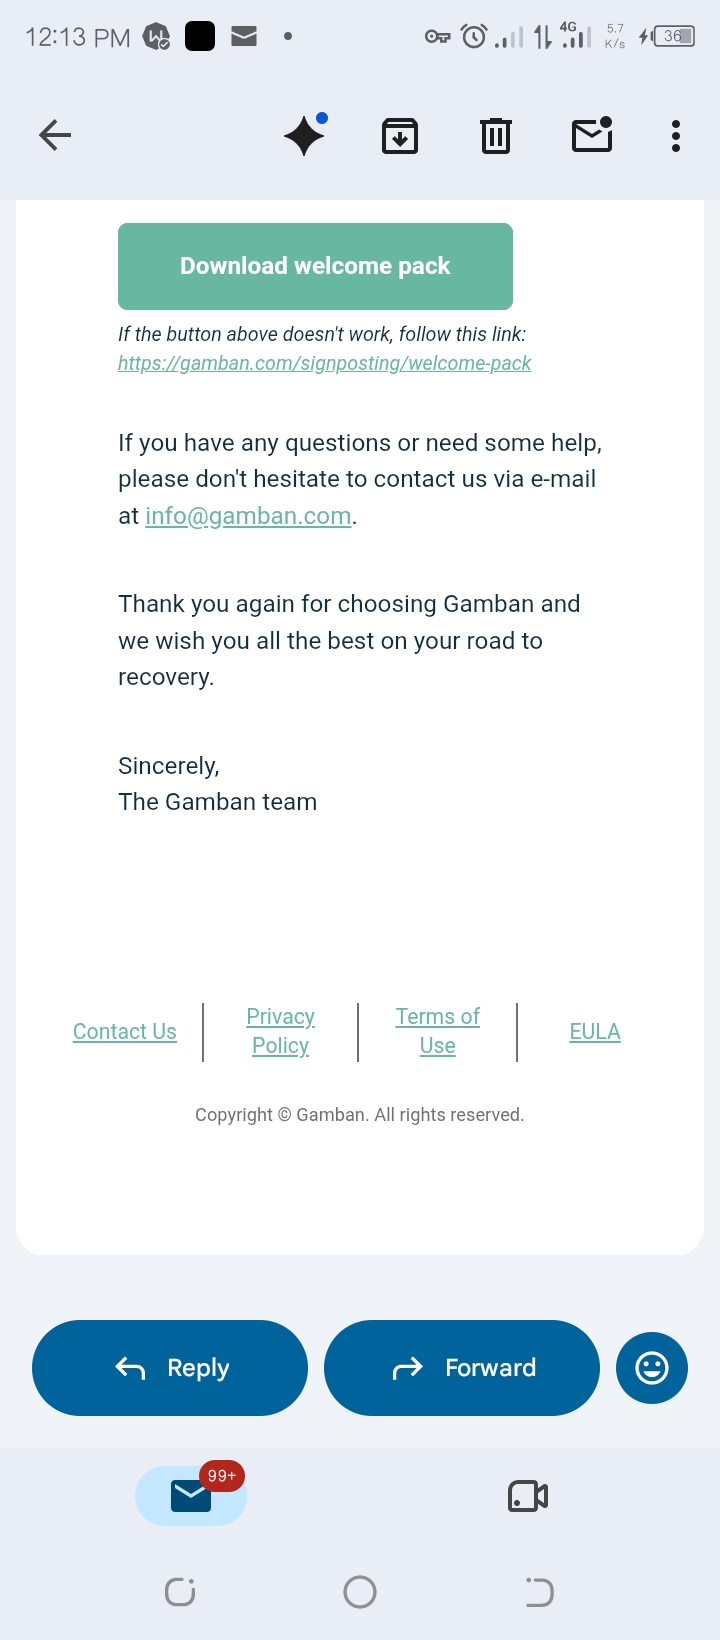 12:13 PM
4G
5.7
K/s
36
Download welcome pack
If the button above doesn't work, follow this link:
https://gamban.com/signposting/welcome-pack
If you have any questions or need some help,
please don't hesitate to contact us via e-mail
at info@gamban.com.
Thank you again for choosing Gamban and
we wish you all the best on your road to
recovery.
Sincerely,
The Gamban team
Contact Us
Privacy
Policy
Terms of
Use
EULA
Copyright © Gamban. All rights reserved.
Reply
Forward
99+